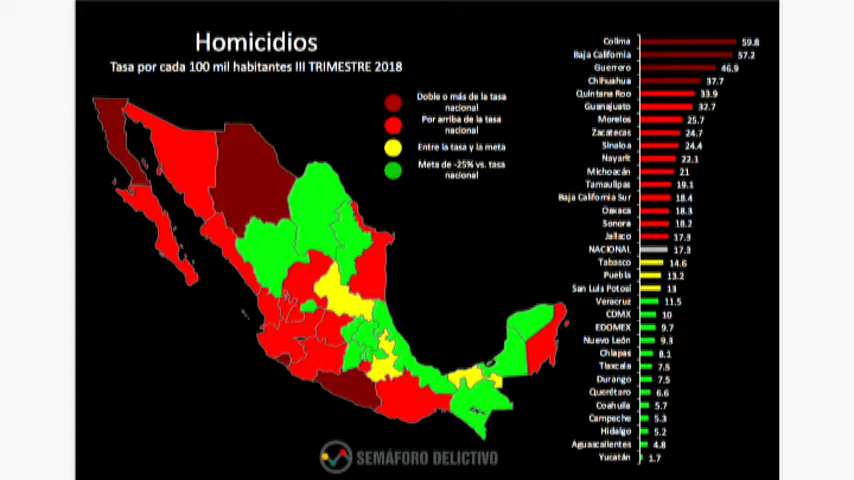 Homicidios
Tasa por cada 100 mil habitantes III TRIMESTRE 2018
Doble o más de la tasa
nacional
Por arriba de la tasa
nacional
Entre la tasa y la meta
Meta de -25% vs. tasa
nacional
Colima 59.8
Baja California 57.2
Guerrero 46.9
Chihuahua 37.7
Quintana Roo 33.9
Guanajuato 32.7
Morelos 25.7
Zacatecas 24.7
Sinaloa 24.4
Nayarit 22.1
Michoacán 21
Tamaulipas 19.1
Baja California Sur 18.4
Oaxaca 18.3
Sonora 18.2
Jalisco 17.3
NACIONAL 17.3
Tabasco 14.6
Puebla 13.2
San Luis Potosí 13
Veracruz 11.5
CDMX 10
EDOMEX 9.7
Nuevo León 9.3
Chiapas 8.1
Tlaxcala 7.5
Durango 7.5
Querétaro 6.6
Coahuila 5.7
Campeche 5.3
Hidalgo 5.2
Aguascalientes 4.8
Yucatán 1.7
SEMÁFORO DELICTIVO